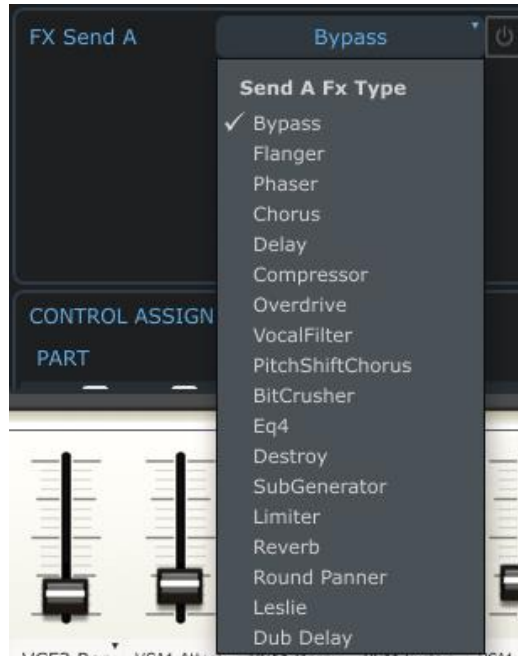 FX Send A
Bypass
Send A Fx Type
✓ Bypass
Flanger
Phaser
Chorus
Delay
Compressor
Overdrive
VocalFilter
PitchShiftChorus
BitCrusher
Eq4
Destroy
SubGenerator
Limiter
Reverb
Round Panner
Leslie
Dub Delay
CONTROL ASSIGN
PART